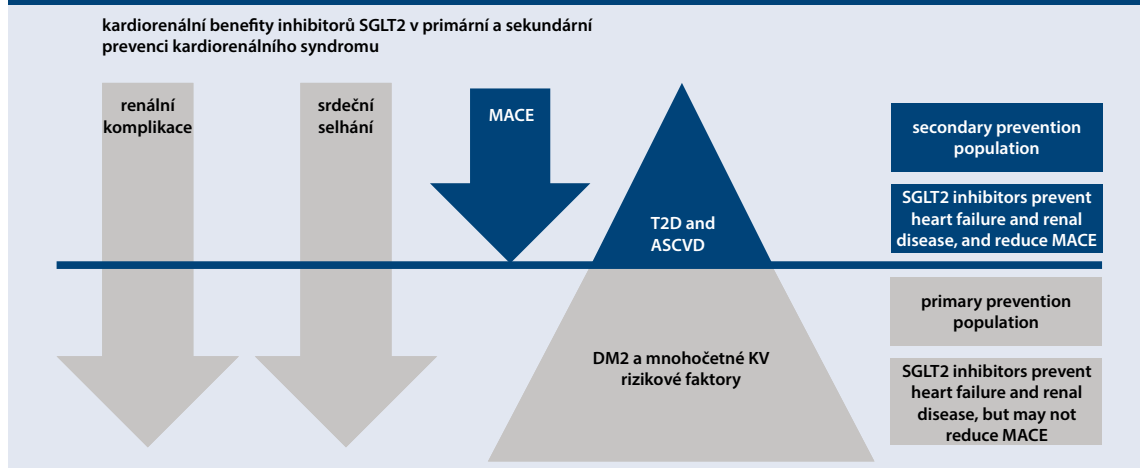 kardiorenální benefity inhibitorů SGLT2 v primární a sekundární
prevenci kardiorenálního syndromu
renální
komplikace
srdeční
selhání
MACE
T2D and
ASCVD
secondary prevention
population
SGLT2 inhibitors prevent
heart failure and renal
disease, and reduce MACE
DM2 a mnohočetné KV
rizikové faktory
primary prevention
population
SGLT2 inhibitors prevent
heart failure and renal
disease, but may not
reduce MACE